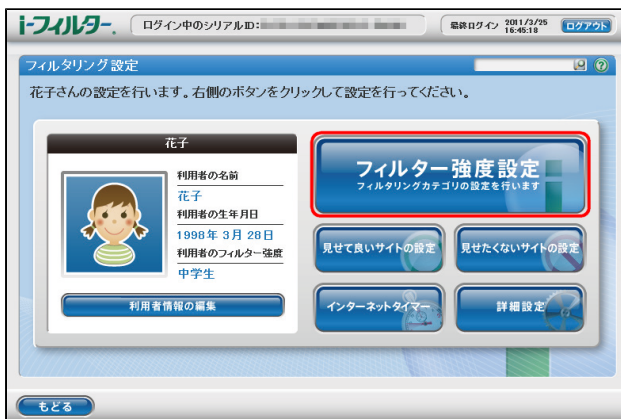 i-フィルター.
ログイン中のシリアルID:
最終ログイン 2011/3/25 16:45:18
ログアウト
フィルタリング設定
花子さんの設定を行います。右側のボタンをクリックして設定を行ってください。
花子
利用者の名前
花子
利用者の生年月日
1998年 3月 28日
利用者のフィルター強度
中学生
利用者情報の編集
フィルター強度設定
フィルタリングカテゴリの設定を行います
見せて良いサイトの設定
見せたくないサイトの設定
インターネットタイマー
詳細設定
もどる